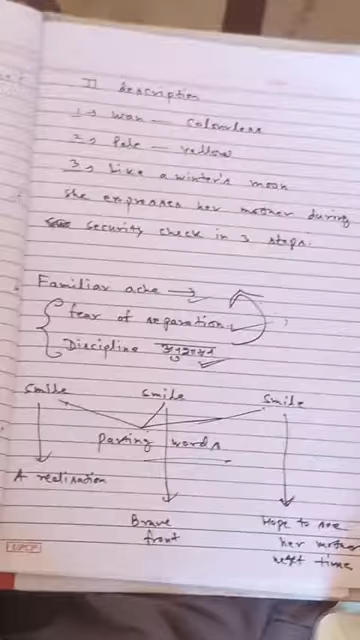 II description
1→ wan — colourless
2→ Pale — yellow
3→ Like a winter's moon
She expresses her mother during
security check in 3 steps.
Familiar ache →
fear of separation
Discipline
smile smile smile
parting words
A realisation
Brave
front
Hope to see
her mother
next time